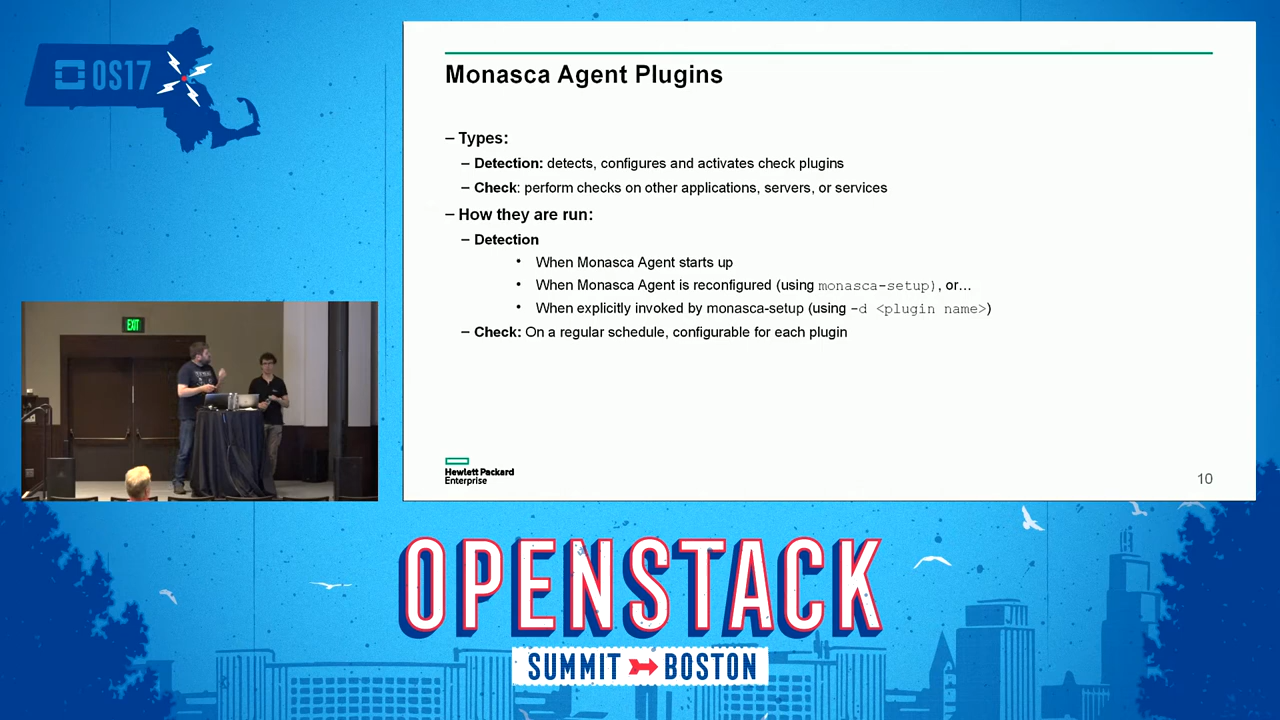 OS17
Monasca Agent Plugins
– Types:
– Detection: detects, configures and activates check plugins
– Check: perform checks on other applications, servers, or services
– How they are run:
– Detection
• When Monasca Agent starts up
• When Monasca Agent is reconfigured (using monasca-setup), or…
• When explicitly invoked by monasca-setup (using -d <plugin name>)
– Check: On a regular schedule, configurable for each plugin
Hewlett Packard
Enterprise
10
EXIT
OPENSTACK
SUMMIT BOSTON